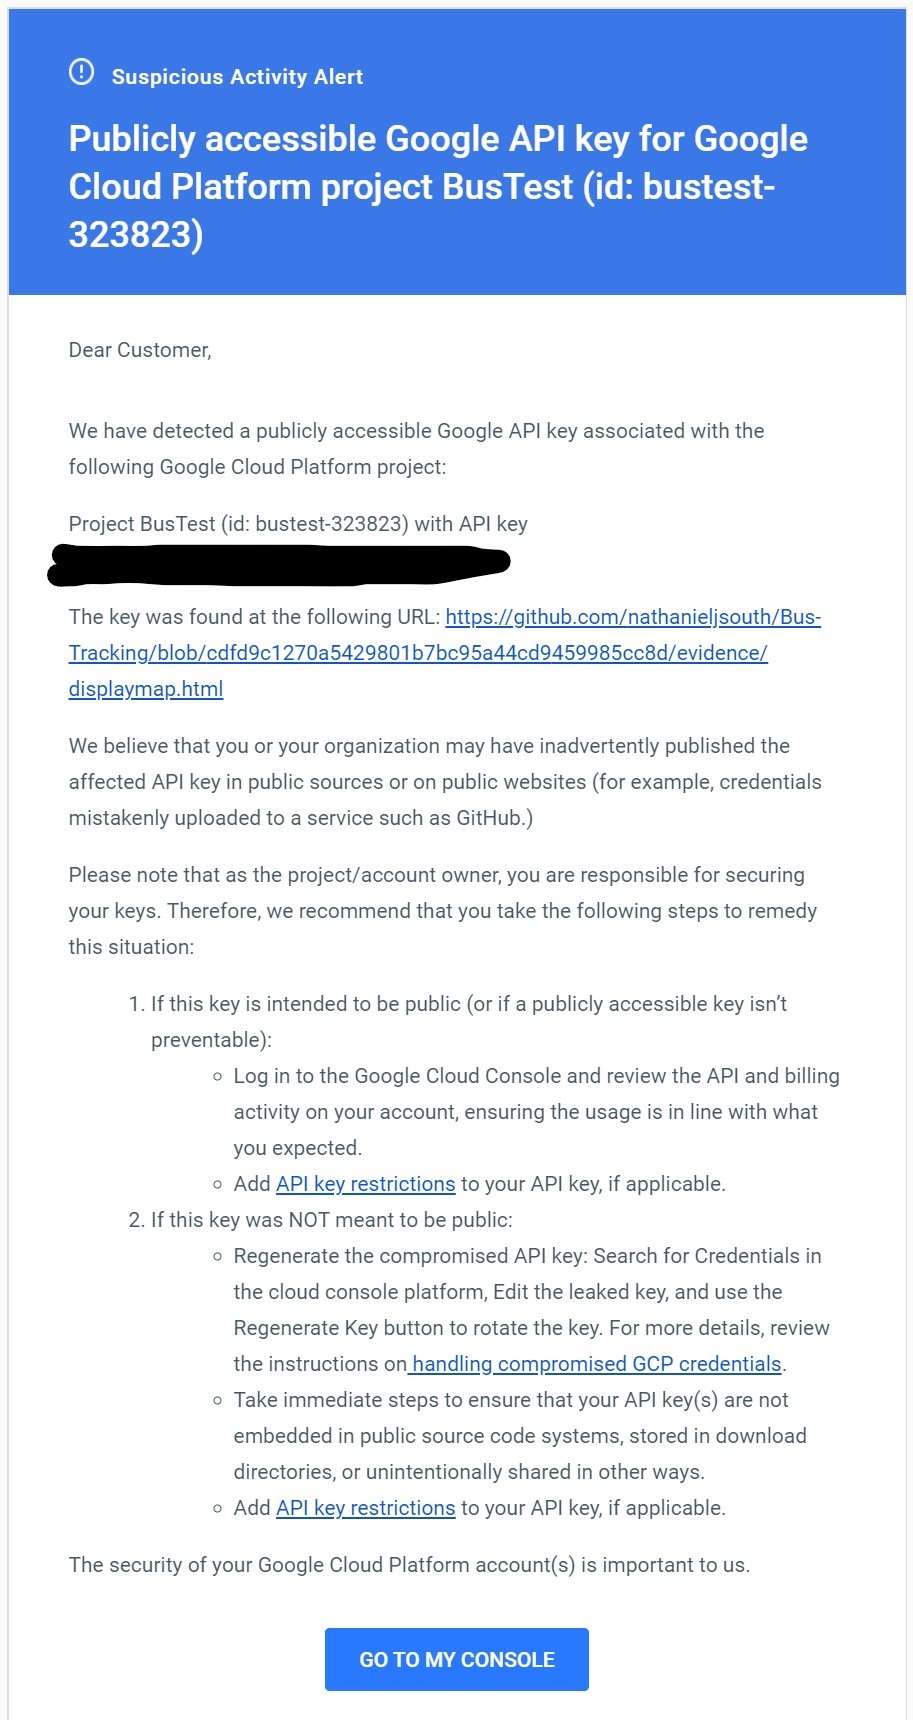 Suspicious Activity Alert
Publicly accessible Google API key for Google
Cloud Platform project BusTest (id: bustest-
323823)
Dear Customer,
We have detected a publicly accessible Google API key associated with the
following Google Cloud Platform project:
Project BusTest (id: bustest-323823) with API key
The key was found at the following URL: https://github.com/nathanieljsouth/Bus-
Tracking/blob/cdfd9c1270a5429801b7bc95a44cd9459985cc8d/evidence/
displaymap.html
We believe that you or your organization may have inadvertently published the
affected API key in public sources or on public websites (for example, credentials
mistakenly uploaded to a service such as GitHub.)
Please note that as the project/account owner, you are responsible for securing
your keys. Therefore, we recommend that you take the following steps to remedy
this situation:
1. If this key is intended to be public (or if a publicly accessible key isn’t
preventable):
◦ Log in to the Google Cloud Console and review the API and billing
activity on your account, ensuring the usage is in line with what
you expected.
◦ Add API key restrictions to your API key, if applicable.
2. If this key was NOT meant to be public:
◦ Regenerate the compromised API key: Search for Credentials in
the cloud console platform, Edit the leaked key, and use the
Regenerate Key button to rotate the key. For more details, review
the instructions on handling compromised GCP credentials.
◦ Take immediate steps to ensure that your API key(s) are not
embedded in public source code systems, stored in download
directories, or unintentionally shared in other ways.
◦ Add API key restrictions to your API key, if applicable.
The security of your Google Cloud Platform account(s) is important to us.
GO TO MY CONSOLE